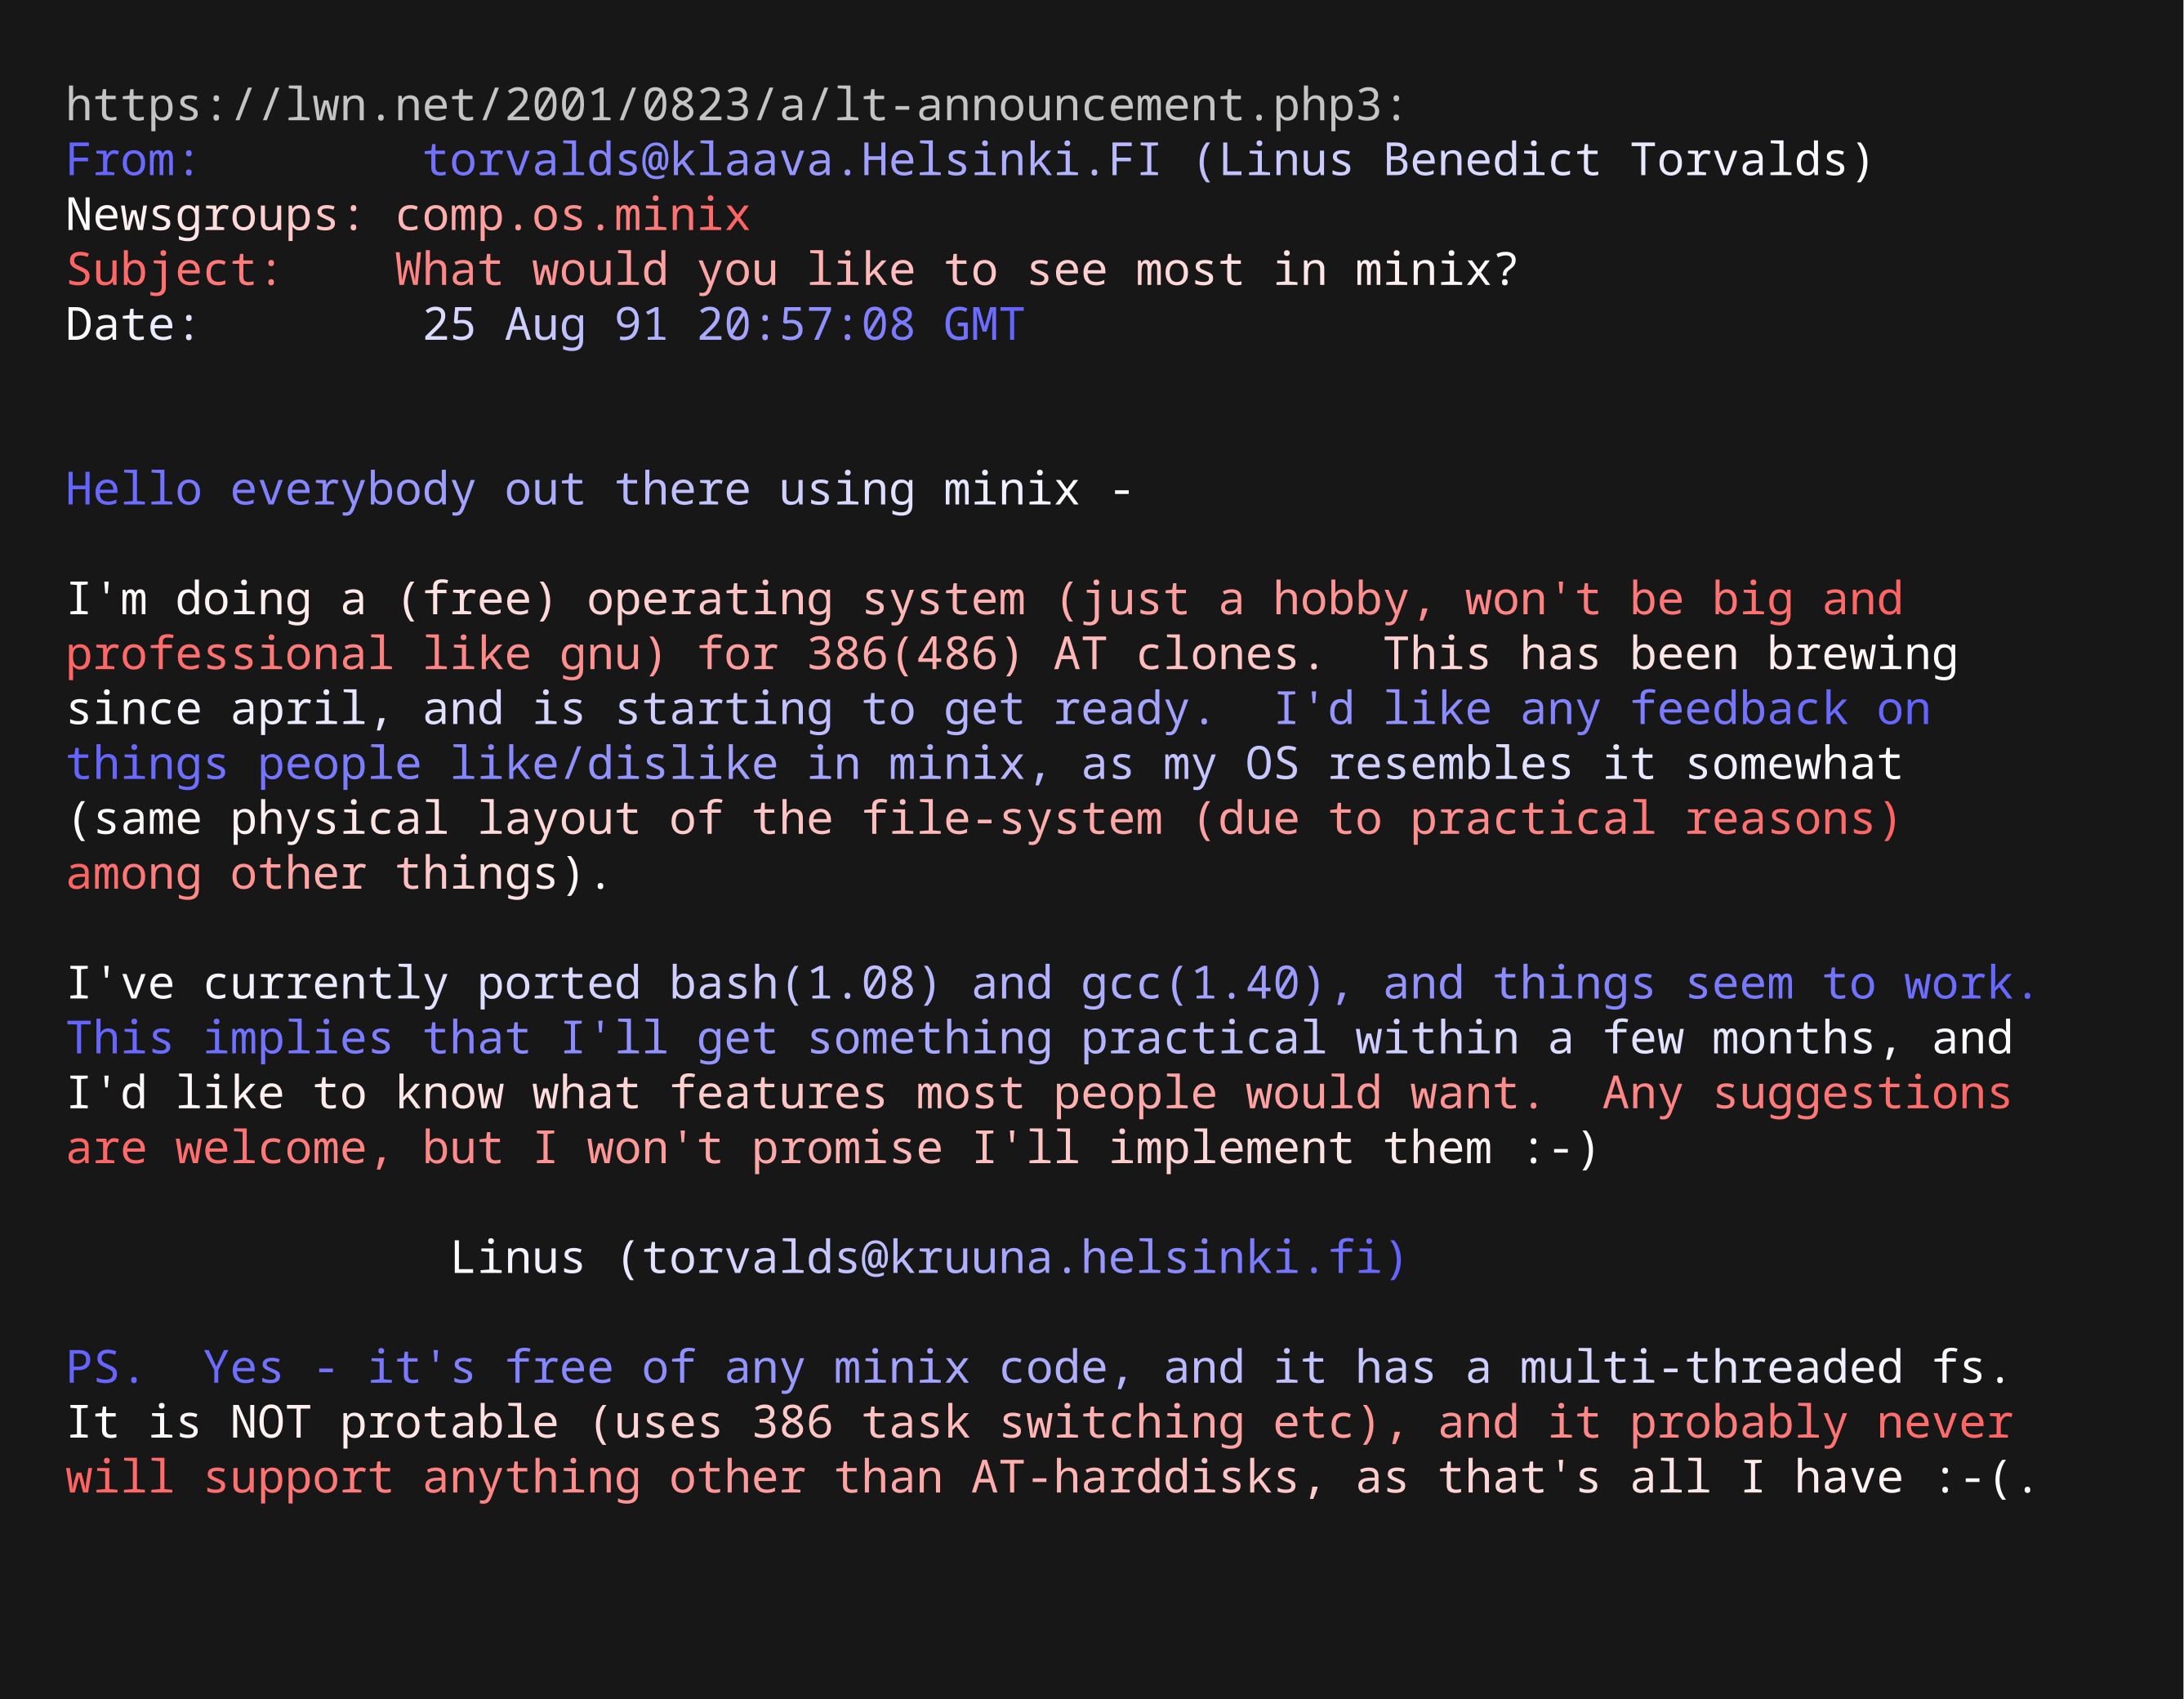 https://lwn.net/2001/0823/a/lt-announcement.php3:
From:        torvalds@klaava.Helsinki.FI (Linus Benedict Torvalds)
Newsgroups: comp.os.minix
Subject:    What would you like to see most in minix?
Date:        25 Aug 91 20:57:08 GMT
Hello everybody out there using minix -
I'm doing a (free) operating system (just a hobby, won't be big and
professional like gnu) for 386(486) AT clones.  This has been brewing
since april, and is starting to get ready.  I'd like any feedback on
things people like/dislike in minix, as my OS resembles it somewhat
(same physical layout of the file-system (due to practical reasons)
among other things).
I've currently ported bash(1.08) and gcc(1.40), and things seem to work.
This implies that I'll get something practical within a few months, and
I'd like to know what features most people would want.  Any suggestions
are welcome, but I won't promise I'll implement them :-)
              Linus (torvalds@kruuna.helsinki.fi)
PS.  Yes - it's free of any minix code, and it has a multi-threaded fs.
It is NOT protable (uses 386 task switching etc), and it probably never
will support anything other than AT-harddisks, as that's all I have :-(.